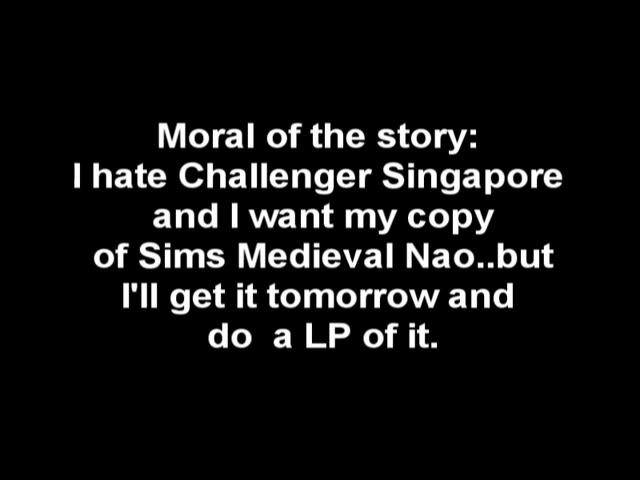 Moral of the story:
I hate Challenger Singapore
and I want my copy
of Sims Medieval Nao..but
I'll get it tomorrow and
do  a LP of it.